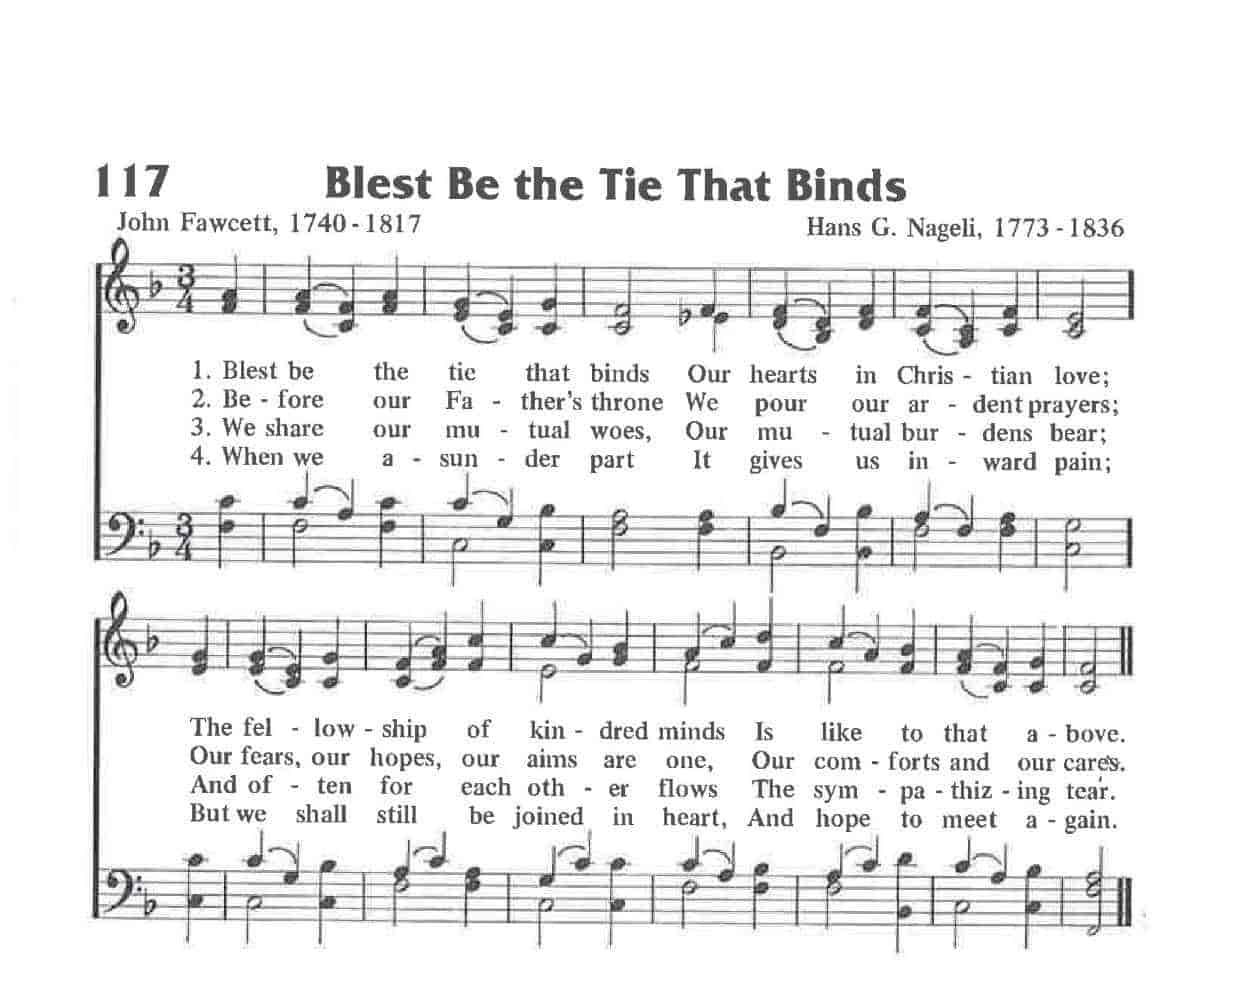 117 Blest Be the Tie That Binds
John Fawcett, 1740-1817 Hans G. Nageli, 1773-1836
3 4
1. Blest be the tie that binds Our hearts in Chris - tian love;
2. Be - fore our Fa - ther's throne We pour our ar - dent prayers;
3. We share our mu - tual woes, Our mu - tual bur - dens bear;
4. When we a - sun - der part It gives us in - ward pain;
3 4
The fel - low - ship of kin - dred minds Is like to that a - bove.
Our fears, our hopes, our aims are one, Our com - forts and our cares.
And of - ten for each oth - er flows The sym - pa - thiz - ing tear.
But we shall still be joined in heart, And hope to meet a - gain.